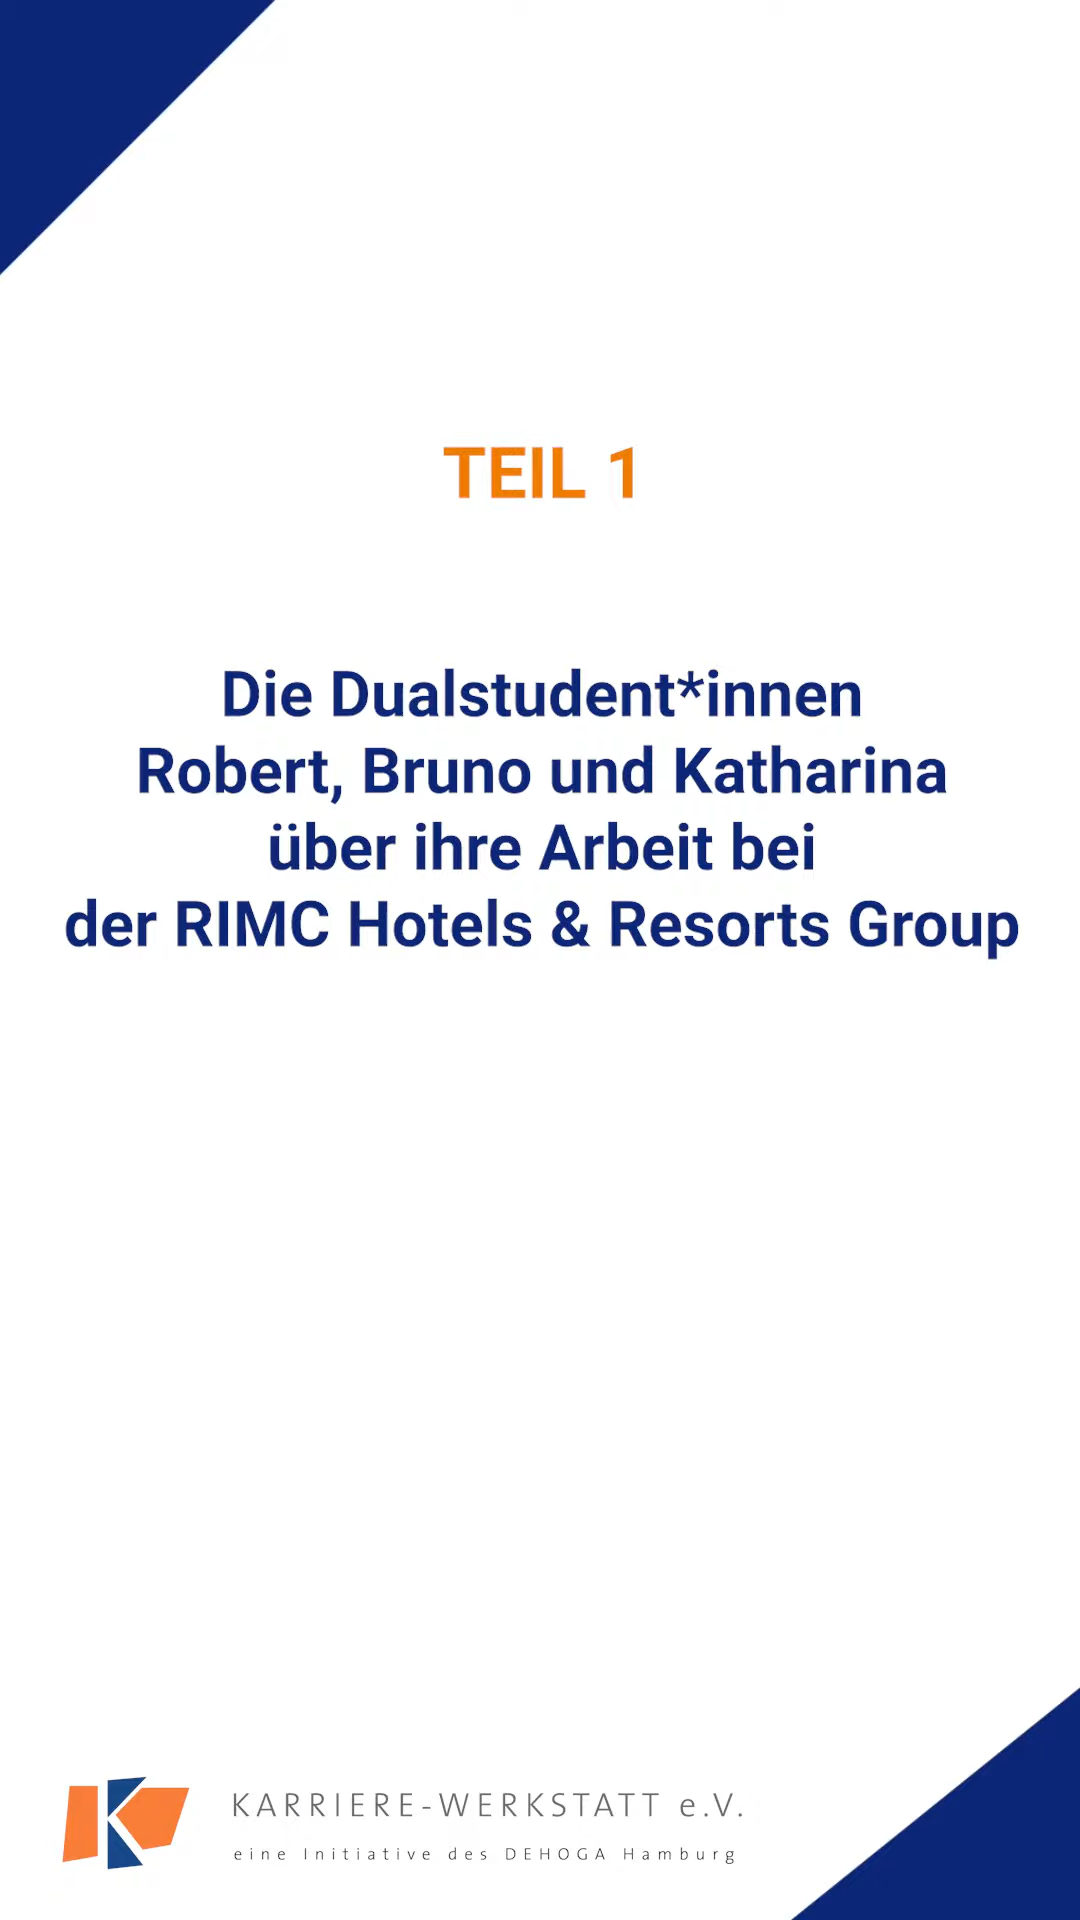 TEIL 1
Die Dualstudent*innen
Robert, Bruno und Katharina
über ihre Arbeit bei
der RIMC Hotels & Resorts Group
KARRIERE-WERKSTATT e.V.
eine Initiative des DEHOGA Hamburg